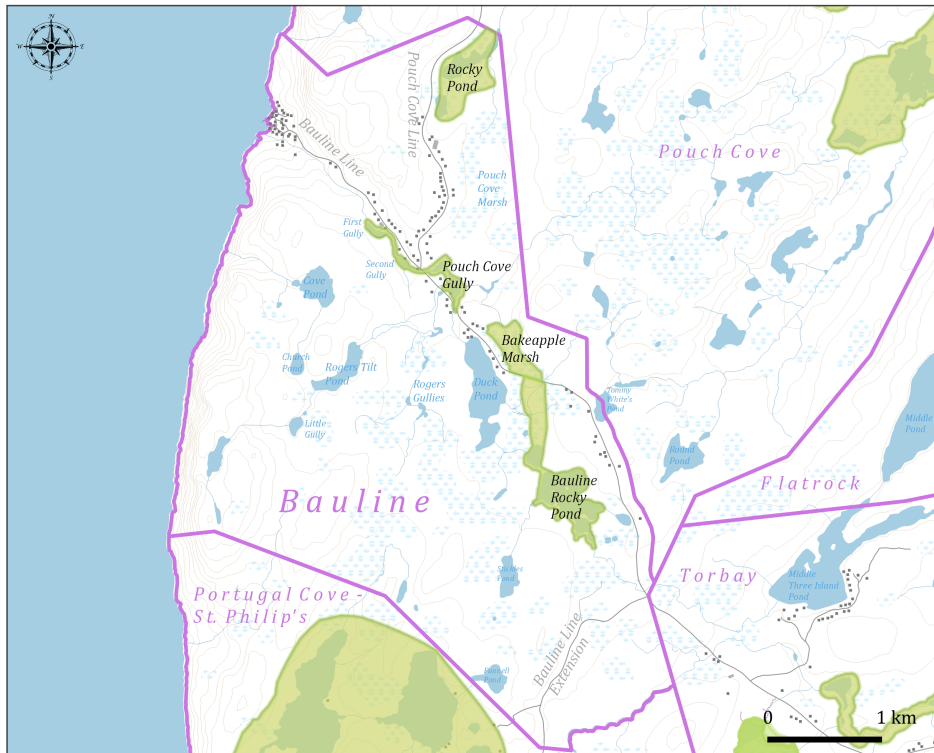 N
W
E
S
Rocky
Pond
Pouch Cove Line
Bauline Line
Pouch Cove
Pouch
Cove
Marsh
First
Gully
Second
Gully
Pouch Cove
Gully
Cove
Pond
Bakeapple
Marsh
Church
Pond
Rogers Tilt
Pond
Rogers
Gullies
Duck
Pond
Tommy
White's
Pond
Little
Gully
Middle
Pond
Round
Pond
Bauline
Rocky
Pond
Flatrock
Bauline
Stickles
Pond
Torbay
Middle
Three Island
Pond
Portugal Cove -
St. Philip's
Bauline Line
Extension
Pond
0 1 km